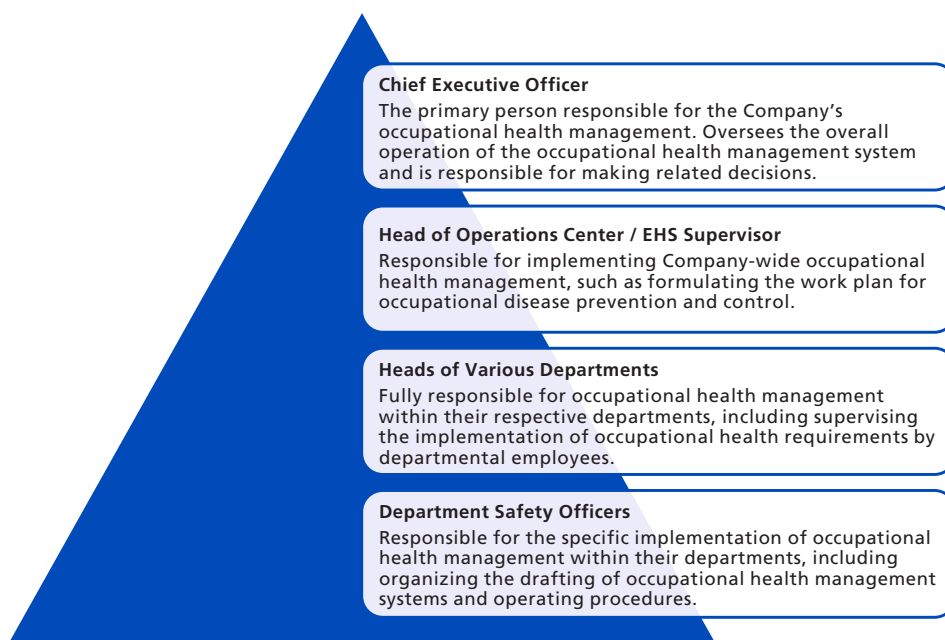 Chief Executive Officer
The primary person responsible for the Company's
occupational health management. Oversees the overall
operation of the occupational health management system
and is responsible for making related decisions.
Head of Operations Center / EHS Supervisor
Responsible for implementing Company-wide occupational
health management, such as formulating the work plan for
occupational disease prevention and control.
Heads of Various Departments
Fully responsible for occupational health management
within their respective departments, including supervising
the implementation of occupational health requirements by
departmental employees.
Department Safety Officers
Responsible for the specific implementation of occupational
health management within their departments, including
organizing the drafting of occupational health management
systems and operating procedures.